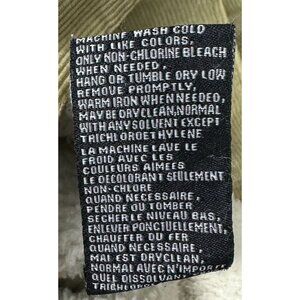 MACHINE WASH COLD
WITH LIKE COLORS,
ONLY NON-CHLORINE BLEACH
WHEN NEEDED,
HANG OR TUMBLE DRY LOW
REMOVE PROMPTLY,
WARM IRON WHEN NEEDED,
MAY BE DRYCLEAN,NORMAL
WITH ANY SOLVENT EXCEPT
TRICHLOROETHYLENE
LA MACHINE LAVE LE
FROID AVEC LES
COULEURS AIMEES
LE DECOLORANT SEULEMENT
NON-CHLORE
QUAND NECESSAIRE,
PENDRE OU TOMBER
SECHER LE NIVEAU BAS,
ENLEVER PONCTUELLEMENT,
CHAUFFER DU FER
QUAND NECESSAIRE,
MAI EST DRYCLEAN,
NORMAL AVEC N'IMPORTE
QUEL DISSOLVANT